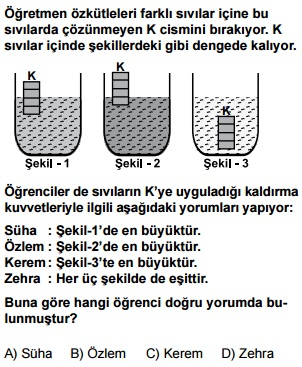 Öğretmen özkütleleri farklı sıvılar içine bu
sıvılarda çözünmeyen K cismini bırakıyor. K
sıvılar içinde şekillerdeki gibi dengede kalıyor.
K
K
K
Şekil - 1
Şekil - 2
Şekil - 3
Öğrenciler de sıvıların K'ye uyguladığı kaldırma
kuvvetleriyle ilgili aşağıdaki yorumları yapıyor:
Süha : Şekil-1'de en büyüktür.
Özlem : Şekil-2'de en büyüktür.
Kerem : Şekil-3'te en büyüktür.
Zehra : Her üç şekilde de eşittir.
Buna göre hangi öğrenci doğru yorumda bu-
lunmuştur?
A) Süha B) Özlem C) Kerem D) Zehra